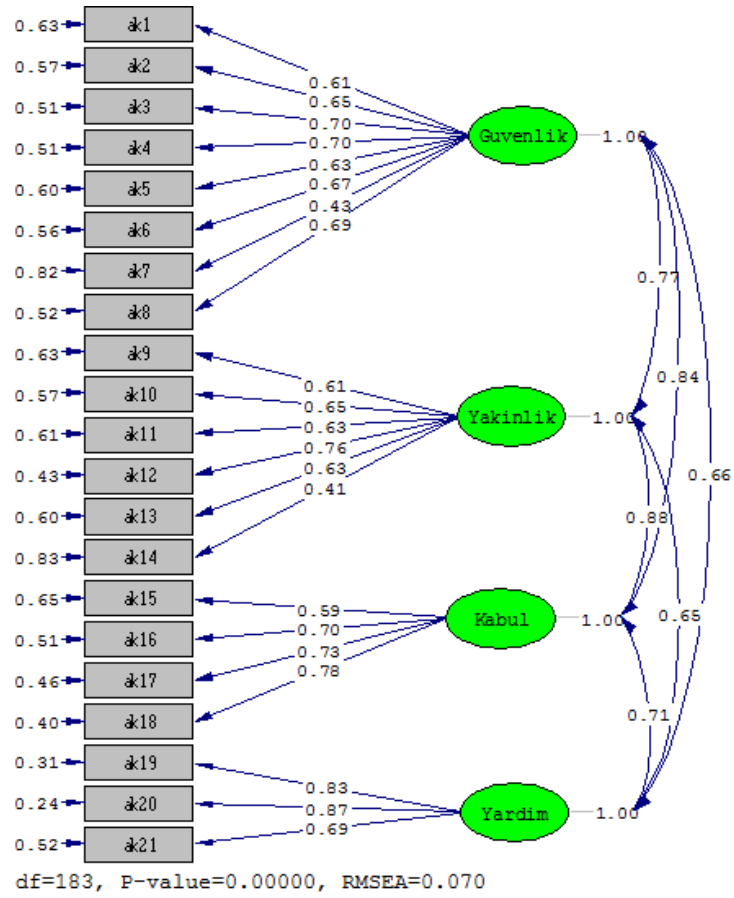 0.63 ak1
0.57 ak2
0.51 ak3
0.51 ak4
0.60 ak5
0.56 ak6
0.82 ak7
0.52 ak8
0.63 ak9
0.57 ak10
0.61 ak11
0.43 ak12
0.60 ak13
0.83 ak14
0.65 ak15
0.51 ak16
0.46 ak17
0.40 ak18
0.31 ak19
0.24 ak20
0.52 ak21
0.61
0.65
0.70
0.70
0.63
0.67
0.43
0.69
Guvenlik 1.00
0.61
0.65
0.63
0.76
0.63
0.41
Yakinlik 1.00
0.59
0.70
0.73
0.78
Kabul 1.00
0.83
0.87
0.69
Yardim 1.00
0.77
0.84
0.66
0.88
0.65
0.71
df=183, P-value=0.00000, RMSEA=0.070